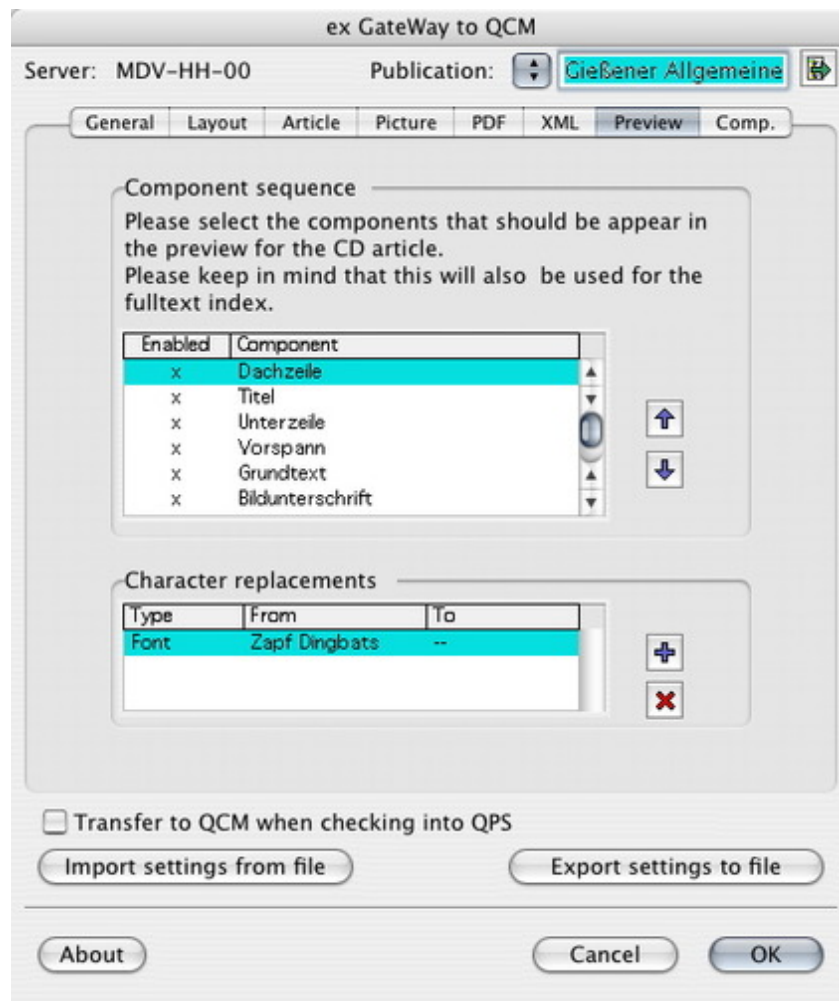 ex GateWay to QCM
Server: MDV-HH-00 Publication: Gießener Allgemeine
General Layout Article Picture PDF XML Preview Comp.
Component sequence
Please select the components that should be appear in
the preview for the CD article.
Please keep in mind that this will also be used for the
fulltext index.
Enabled Component
x Dachzeile
x Titel
x Unterzeile
x Vorspann
x Grundtext
x Bildunterschrift
Character replacements
Type From To
Font Zapf Dingbats --
Transfer to QCM when checking into QPS
Import settings from file Export settings to file
About Cancel OK